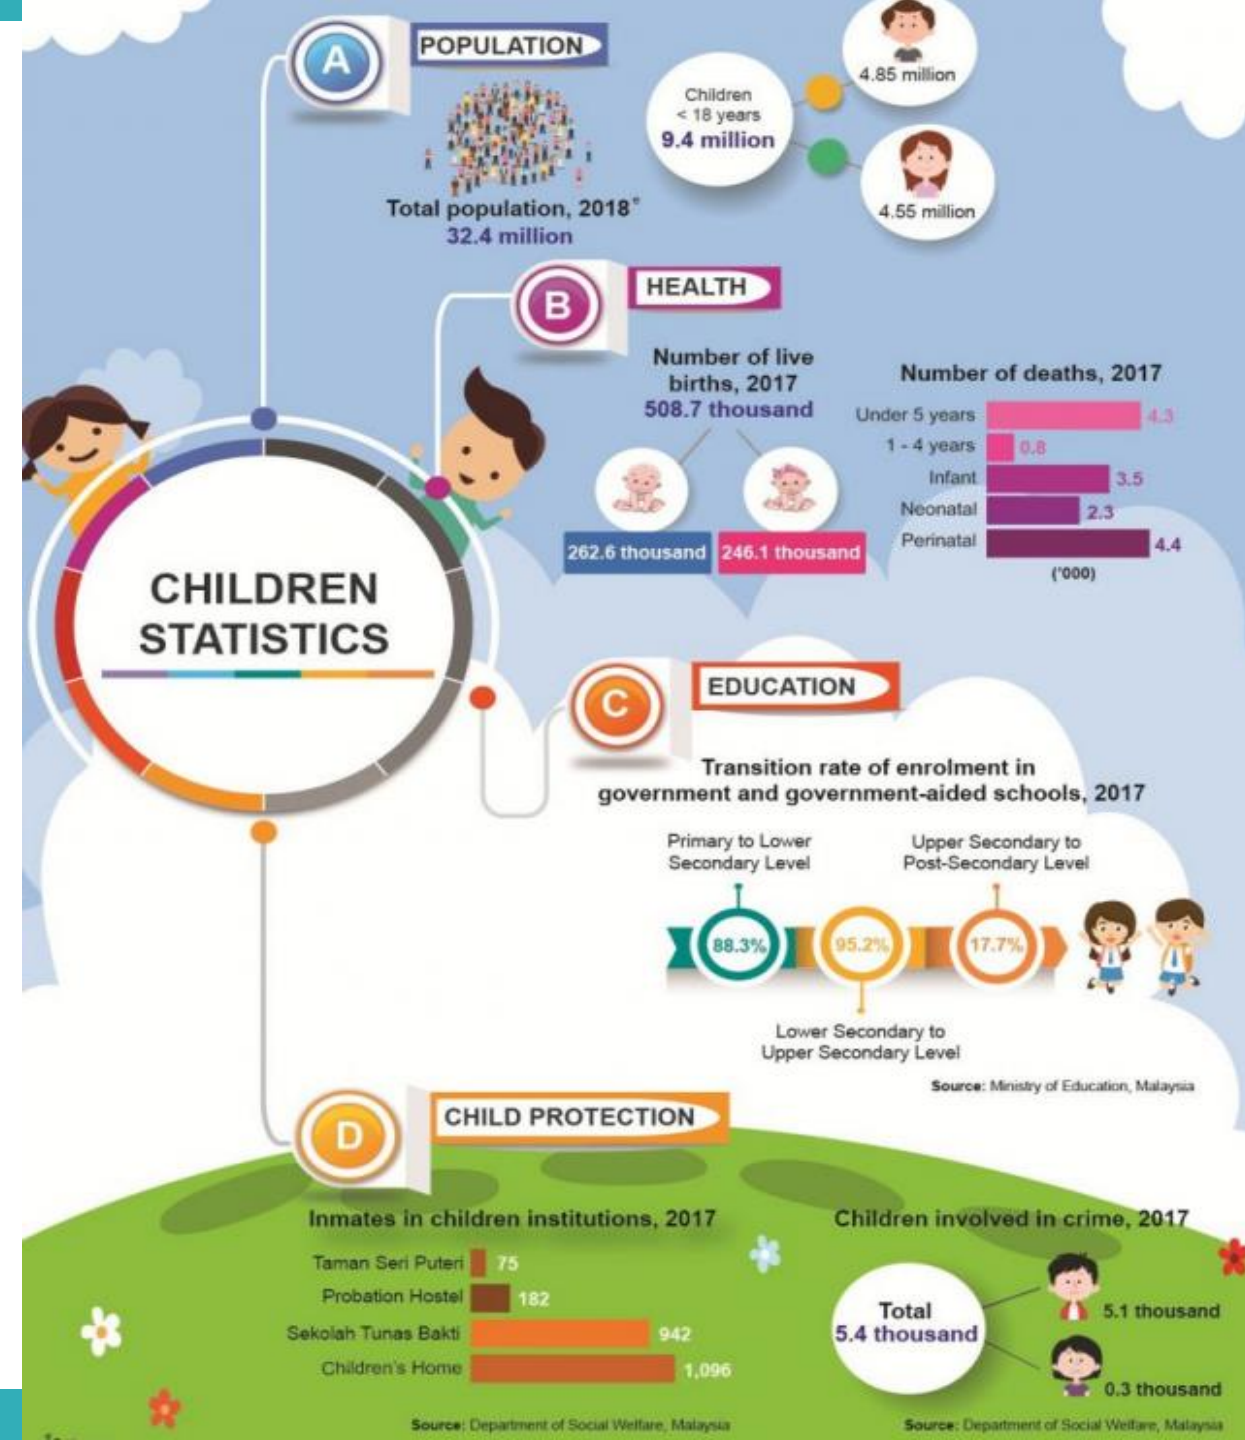 A
POPULATION
Total population, 2018*
32.4 million
Children
< 18 years
9.4 million
4.85 million
4.55 million
B
HEALTH
Number of live
births, 2017
508.7 thousand
262.6 thousand
246.1 thousand
Number of deaths, 2017
Under 5 years 4.3
1 - 4 years 0.8
Infant 3.5
Neonatal 2.3
Perinatal 4.4
('000)
CHILDREN
STATISTICS
C
EDUCATION
Transition rate of enrolment in
government and government-aided schools, 2017
Primary to Lower
Secondary Level
Upper Secondary to
Post-Secondary Level
88.3% 95.2% 17.7%
Lower Secondary to
Upper Secondary Level
Source: Ministry of Education, Malaysia
D
CHILD PROTECTION
Inmates in children institutions, 2017
Taman Seri Puteri 75
Probation Hostel 182
Sekolah Tunas Bakti 942
Children's Home 1,096
Source: Department of Social Welfare, Malaysia
Children involved in crime, 2017
Total
5.4 thousand
5.1 thousand
0.3 thousand
Source: Department of Social Welfare, Malaysia